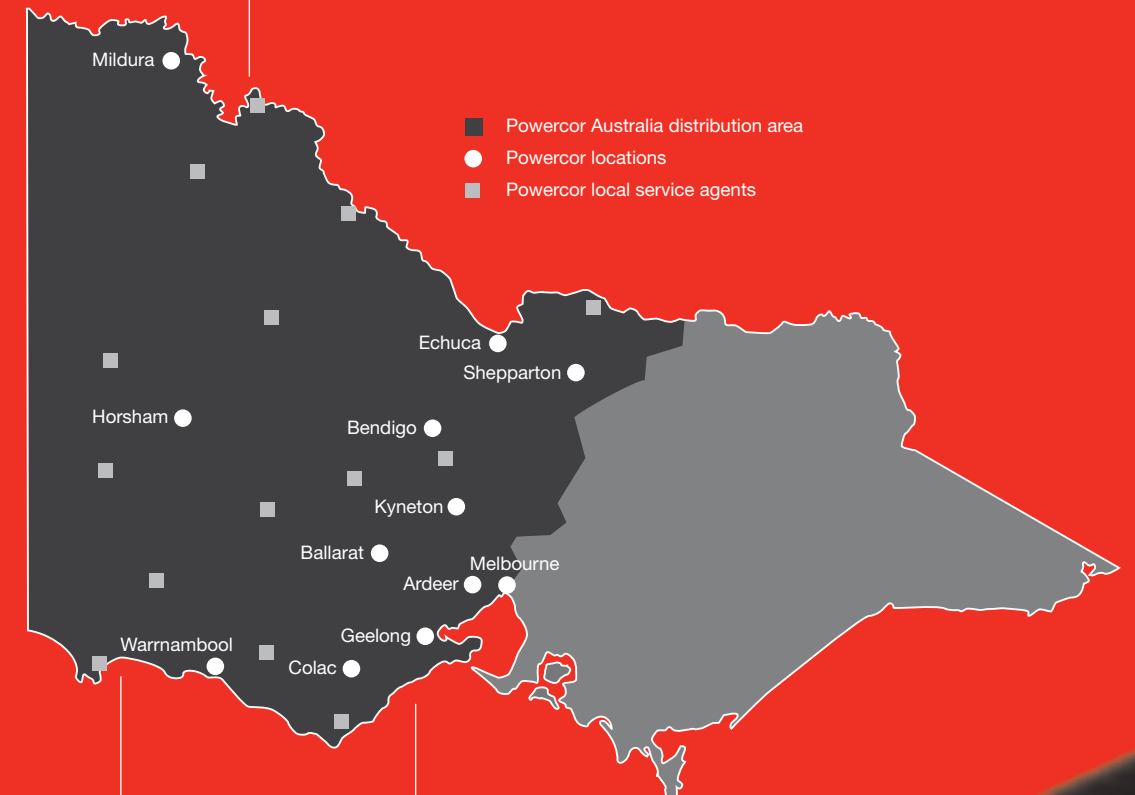 Mildura
Powercor Australia distribution area
Powercor locations
Powercor local service agents
Echuca
Shepparton
Horsham
Bendigo
Kyneton
Ballarat
Melbourne
Ardeer
Geelong
Warrnambool
Colac